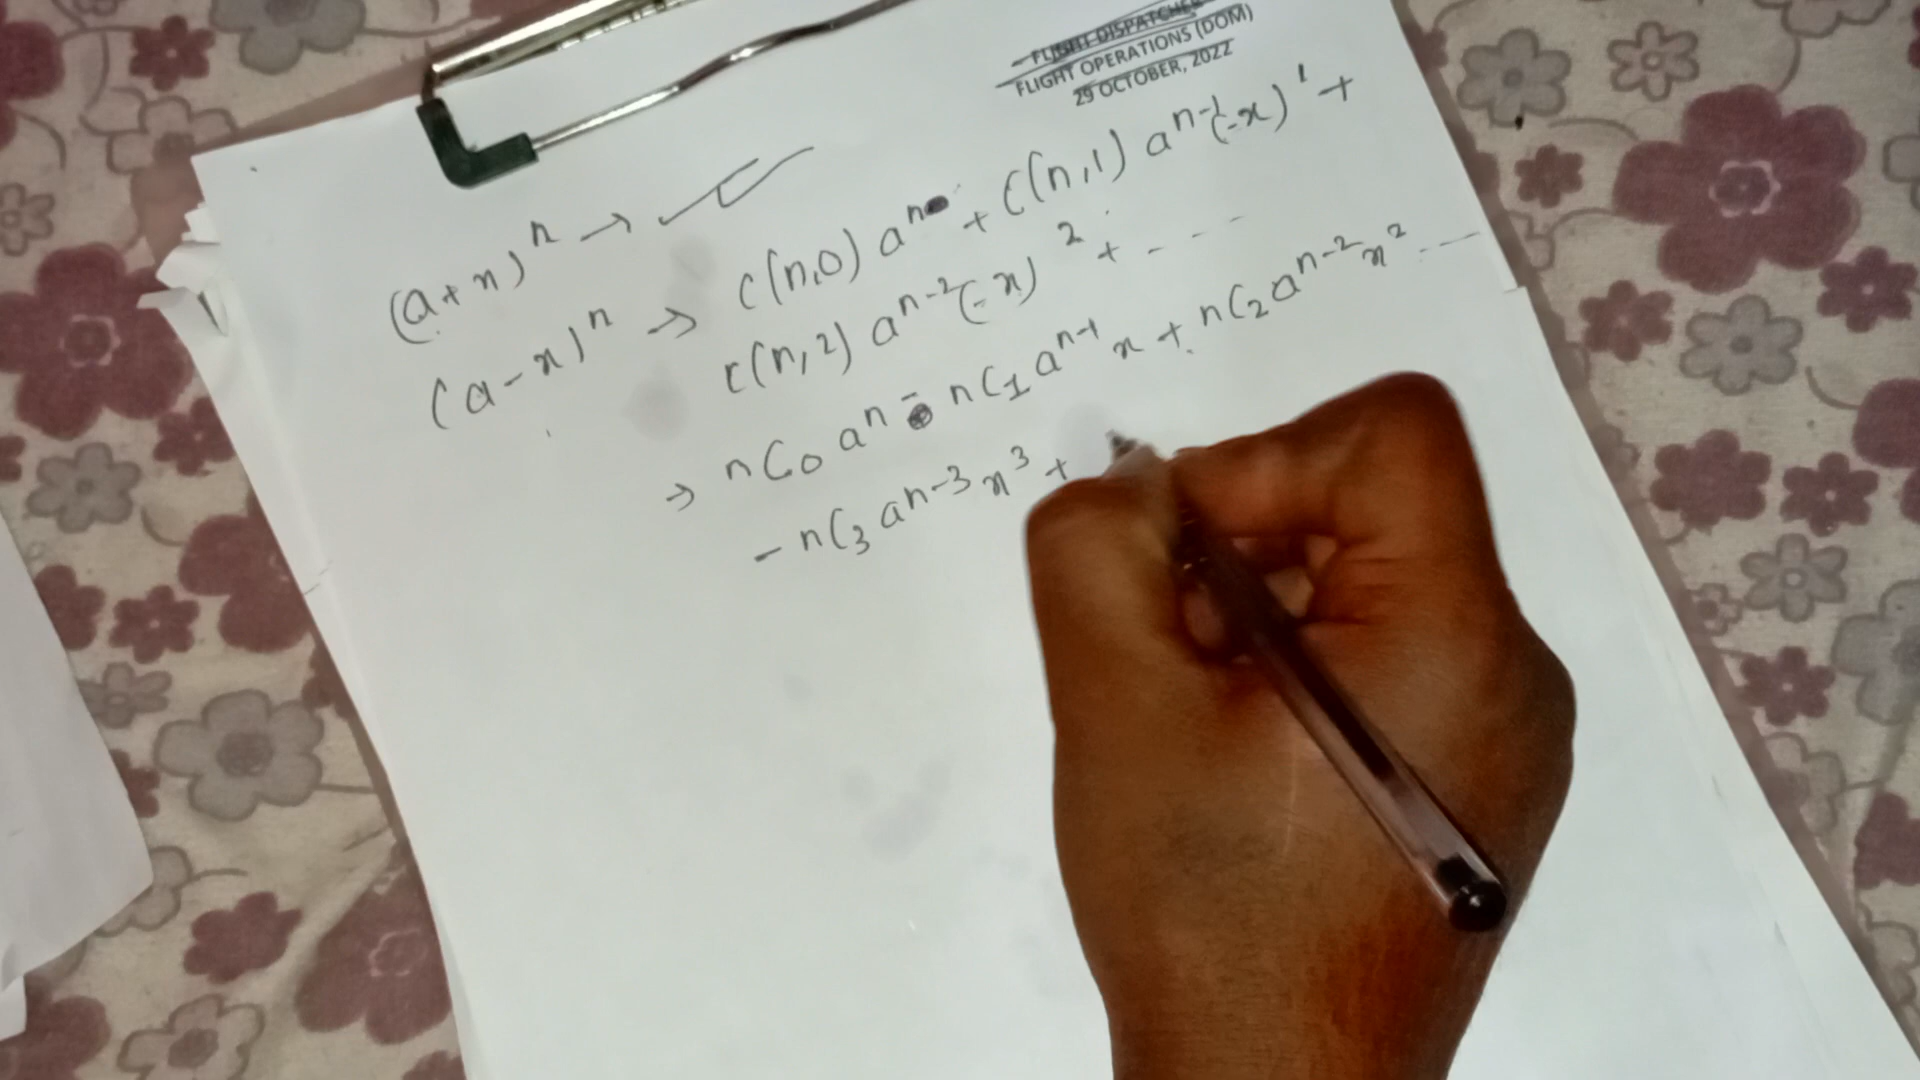 FLIGHT DISPATCHER
FLIGHT OPERATIONS (DOM)
29 OCTOBER, 2022
(a+x)^n →
(a-x)^n → C(n,0) a^n + C(n,1) a^{n-1}(-x)^1 +
C(n,2) a^{n-2}(-x)^2 + - - - -
⇒ nC₀ a^n - nC₁ a^{n-1} x + nC₂ a^{n-2} x^2 - - -
- nC₃ a^{n-3} x^3 +